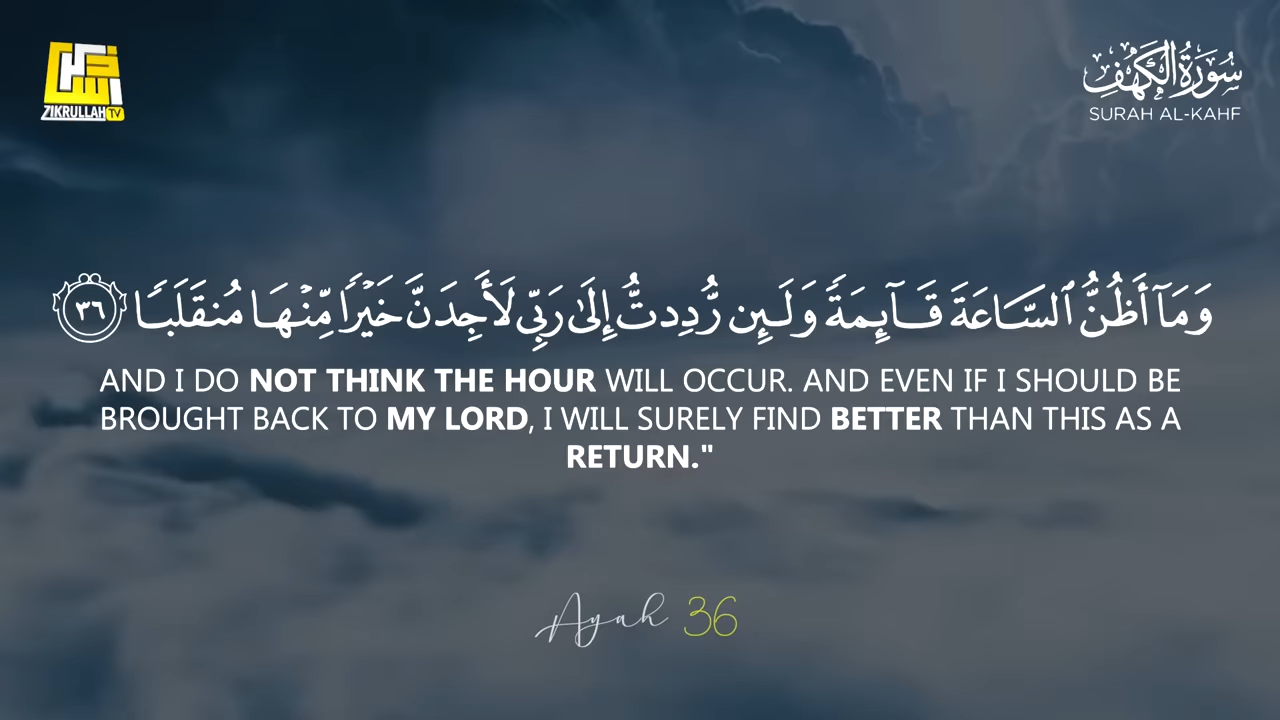 ZIKRULLAH TV
سُورَةُ الكَهْفِ
SURAH AL-KAHF
وَمَآ أَظُنُّ ٱلسَّاعَةَ قَآئِمَةً وَلَئِن رُّدِدتُّ إِلَىٰ رَبِّى لَأَجِدَنَّ خَيْرًا مِّنْهَا مُنقَلَبًا ٣٦
AND I DO NOT THINK THE HOUR WILL OCCUR. AND EVEN IF I SHOULD BE
BROUGHT BACK TO MY LORD, I WILL SURELY FIND BETTER THAN THIS AS A
RETURN."
Ayah 36